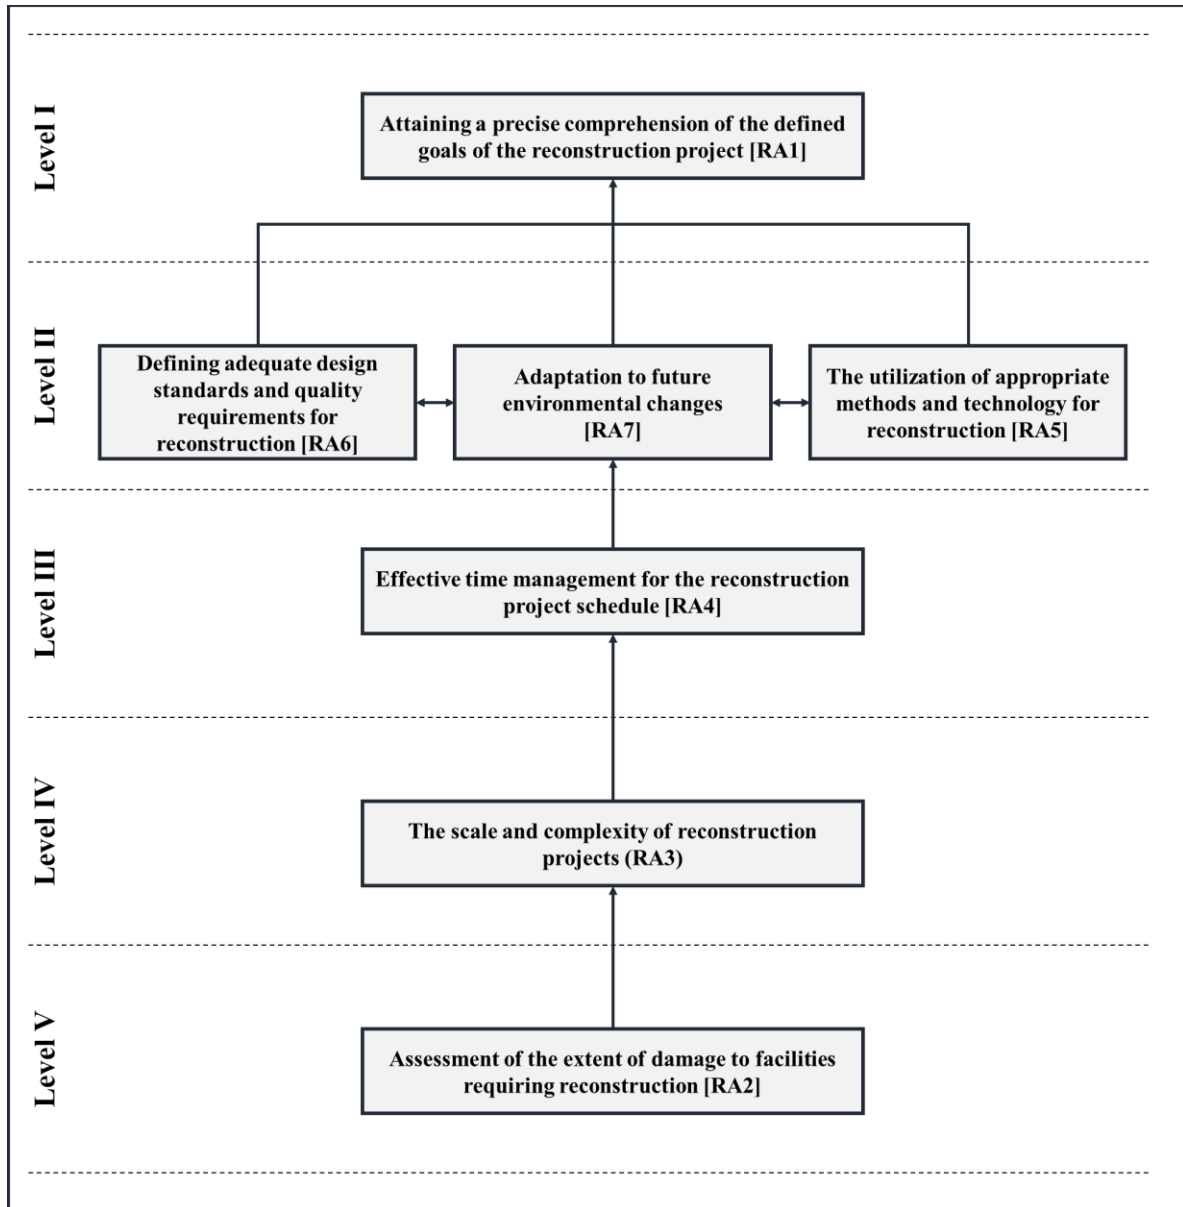 Level I
Attaining a precise comprehension of the defined
goals of the reconstruction project [RA1]
Level II
Defining adequate design
standards and quality
requirements for
reconstruction [RA6]
Adaptation to future
environmental changes
[RA7]
The utilization of appropriate
methods and technology for
reconstruction [RA5]
Level III
Effective time management for the reconstruction
project schedule [RA4]
Level IV
The scale and complexity of reconstruction
projects (RA3)
Level V
Assessment of the extent of damage to facilities
requiring reconstruction [RA2]